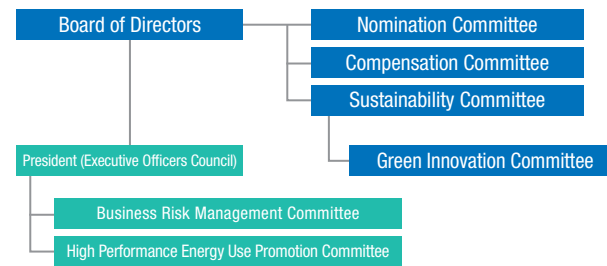 Board of Directors
Nomination Committee
Compensation Committee
Sustainability Committee
Green Innovation Committee
President (Executive Officers Council)
Business Risk Management Committee
High Performance Energy Use Promotion Committee